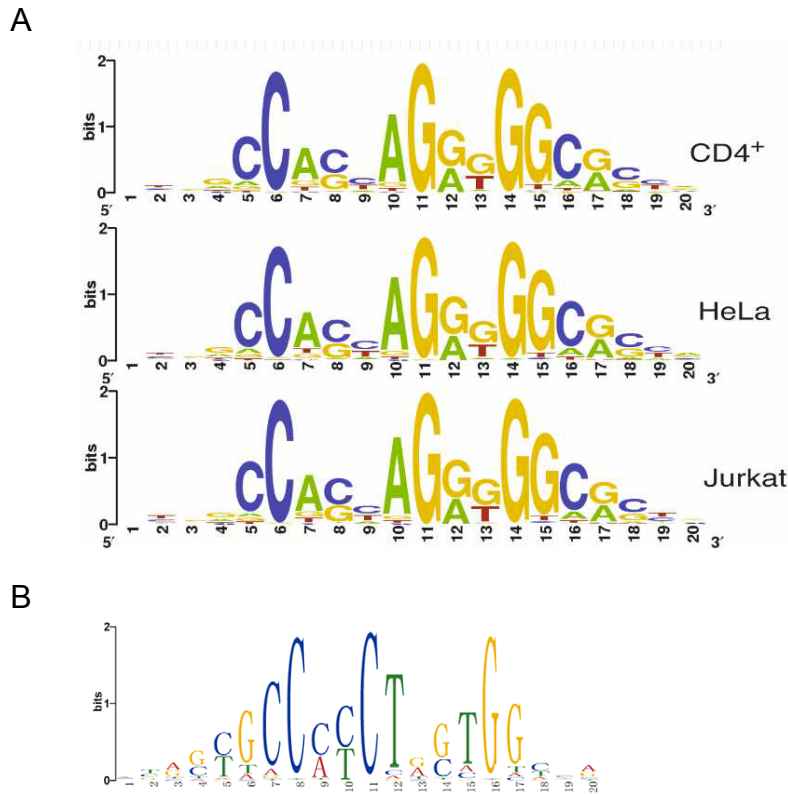 A
2
bits
1
0
C C A C A G G G G G C G C
G A T A
5′ 1 2 3 4 5 6 7 8 9 10 11 12 13 14 15 16 17 18 19 20 3′
CD4⁺
2
bits
1
0
C C A C C A G G G G G C G C
G A T A
5′ 1 2 3 4 5 6 7 8 9 10 11 12 13 14 15 16 17 18 19 20 3′
HeLa
2
bits
1
0
C C A C C A G G G G G C G C
G A T A
5′ 1 2 3 4 5 6 7 8 9 10 11 12 13 14 15 16 17 18 19 20 3′
Jurkat
B
2
bits
1
0
G C G C C C C C T G G T G G
T A T C
1 2 3 4 5 6 7 8 9 10 11 12 13 14 15 16 17 18 19 20